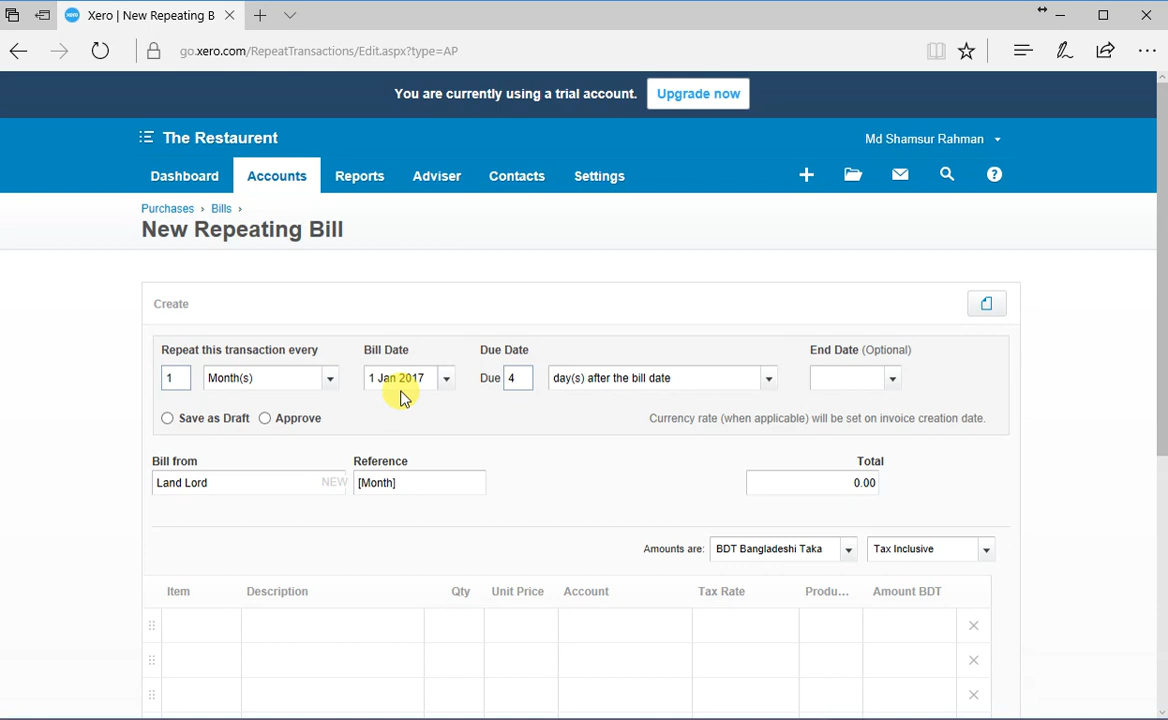 Xero | New Repeating B
go.xero.com/RepeatTransactions/Edit.aspx?type=AP
You are currently using a trial account. Upgrade now
The Restaurent
Md Shamsur Rahman
Dashboard Accounts Reports Adviser Contacts Settings
Purchases › Bills ›
New Repeating Bill
Create
Repeat this transaction every Bill Date Due Date End Date (Optional)
1 Month(s) 1 Jan 2017 Due 4 day(s) after the bill date
Save as Draft Approve Currency rate (when applicable) will be set on invoice creation date.
Bill from Reference Total
Land Lord NEW [Month] 0.00
Amounts are: BDT Bangladeshi Taka Tax Inclusive
Item Description Qty Unit Price Account Tax Rate Produ... Amount BDT